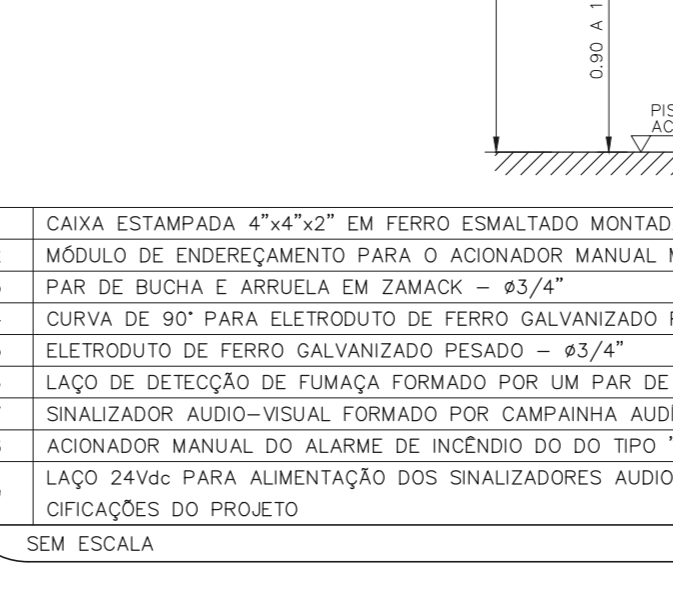 0.90 A 1
PIS
AC
CAIXA ESTAMPADA 4"x4"x2" EM FERRO ESMALTADO MONTAD
MÓDULO DE ENDEREÇAMENTO PARA O ACIONADOR MANUAL
PAR DE BUCHA E ARRUELA EM ZAMACK – ø3/4"
CURVA DE 90° PARA ELETRODUTO DE FERRO GALVANIZADO
ELETRODUTO DE FERRO GALVANIZADO PESADO – ø3/4"
LAÇO DE DETECÇÃO DE FUMAÇA FORMADO POR UM PAR DE
SINALIZADOR AUDIO–VISUAL FORMADO POR CAMPAINHA AUD
ACIONADOR MANUAL DO ALARME DE INCÊNDIO DO DO TIPO
LAÇO 24Vdc PARA ALIMENTAÇÃO DOS SINALIZADORES AUDIO
CIFICAÇÕES DO PROJETO
SEM ESCALA